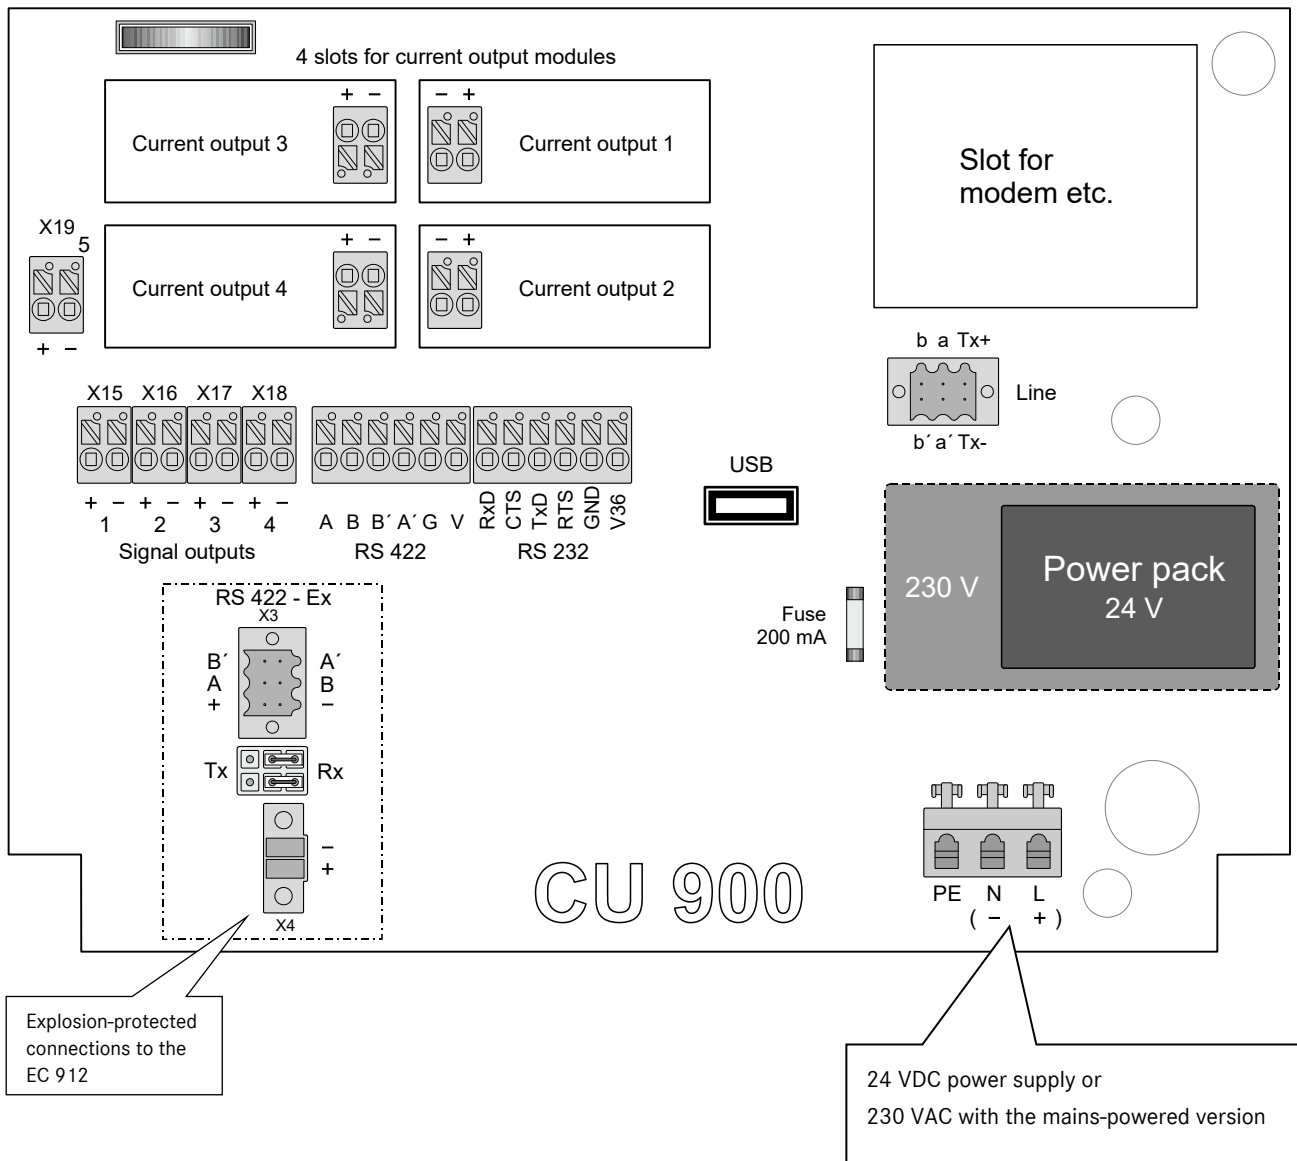 4 slots for current output modules
+ − − +
Current output 3
Current output 1
Slot for
modem etc.
X19
5
+ −
+ − − +
Current output 4
Current output 2
b a Tx+
Line
b´ a´ Tx-
X15 X16 X17 X18
+ − + − + − + −
1 2 3 4
Signal outputs
A B B´ A´ G V
RS 422
RxD
CTS
TxD
RTS
GND
V36
RS 232
USB
230 V
Power pack
24 V
Fuse
200 mA
RS 422 - Ex
X3
B´ A´
A B
+ −
Tx Rx
−
+
X4
CU 900
PE N L
( − + )
Explosion-protected
connections to the
EC 912
24 VDC power supply or
230 VAC with the mains-powered version